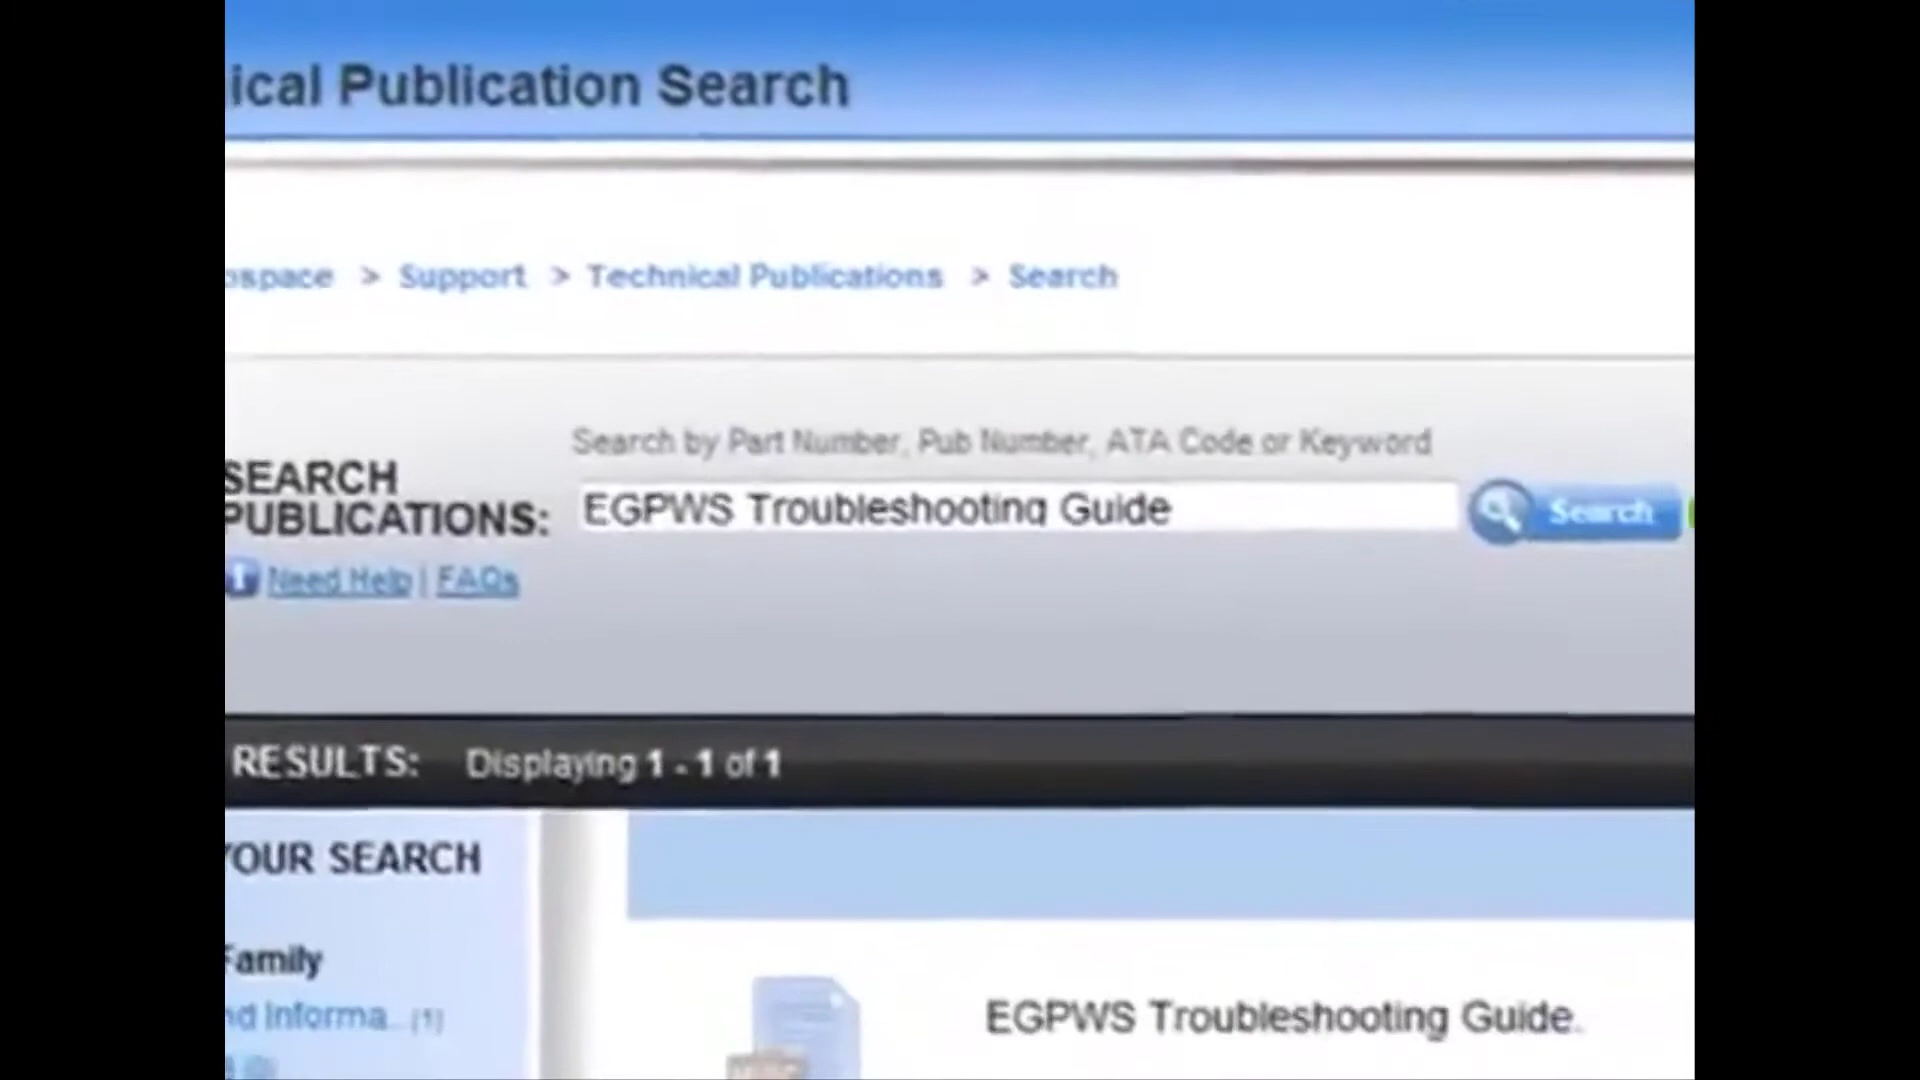 ical Publication Search
ospace > Support > Technical Publications > Search
Search by Part Number, Pub Number, ATA Code or Keyword
SEARCH
PUBLICATIONS:
EGPWS Troubleshooting Guide
Search
Need Help | FAQs
RESULTS: Displaying 1 - 1 of 1
YOUR SEARCH
Family
nd Informa.. (1)
EGPWS Troubleshooting Guide.